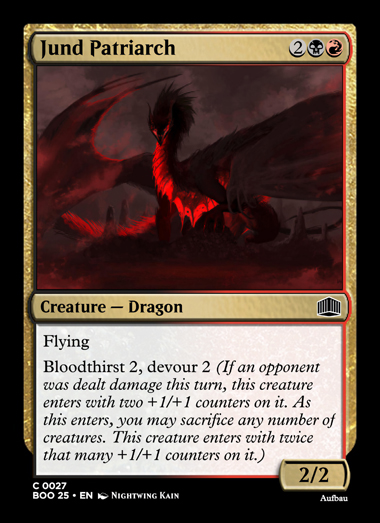 Jund Patriarch 2
Creature — Dragon
Flying
Bloodthirst 2, devour 2 (If an opponent
was dealt damage this turn, this creature
enters with two +1/+1 counters on it. As
this enters, you may sacrifice any number of
creatures. This creature enters with twice
that many +1/+1 counters on it.)
2/2
C 0027
BOO 25 • EN Nightwing Kain
Aufbau